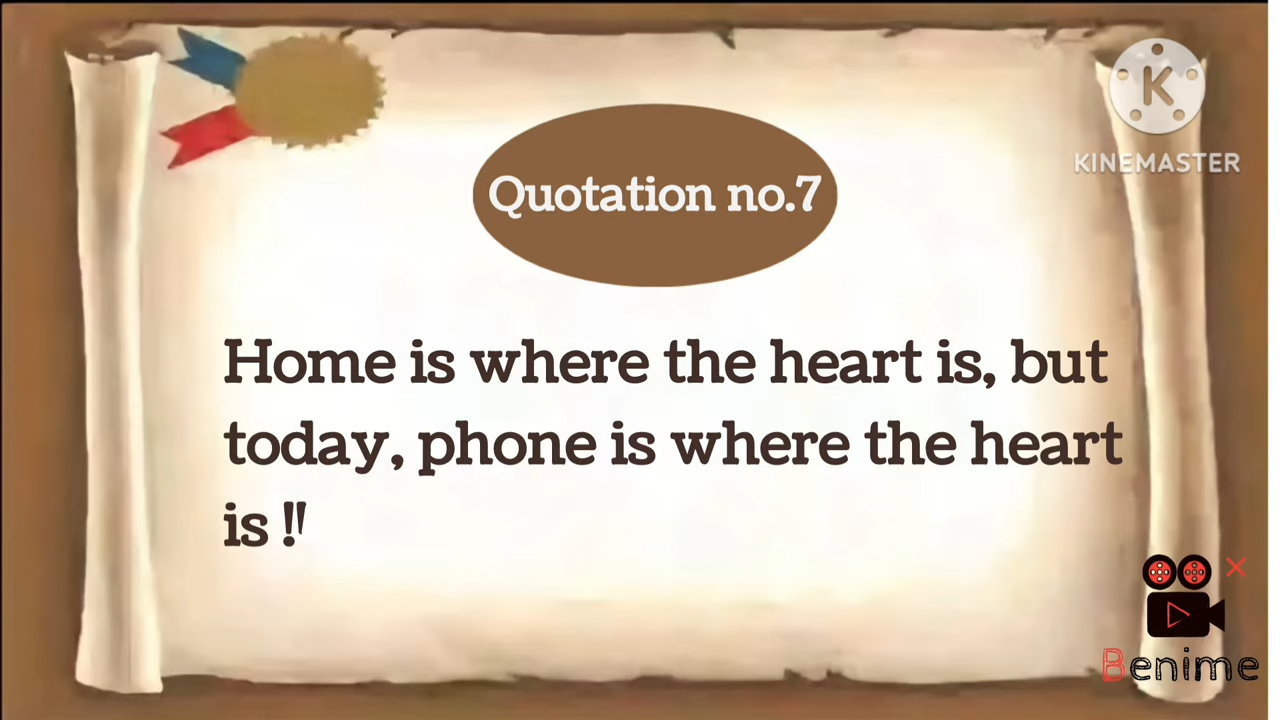 K
KINEMASTER
Quotation no.7
Home is where the heart is, but
today, phone is where the heart
is !!
Benime